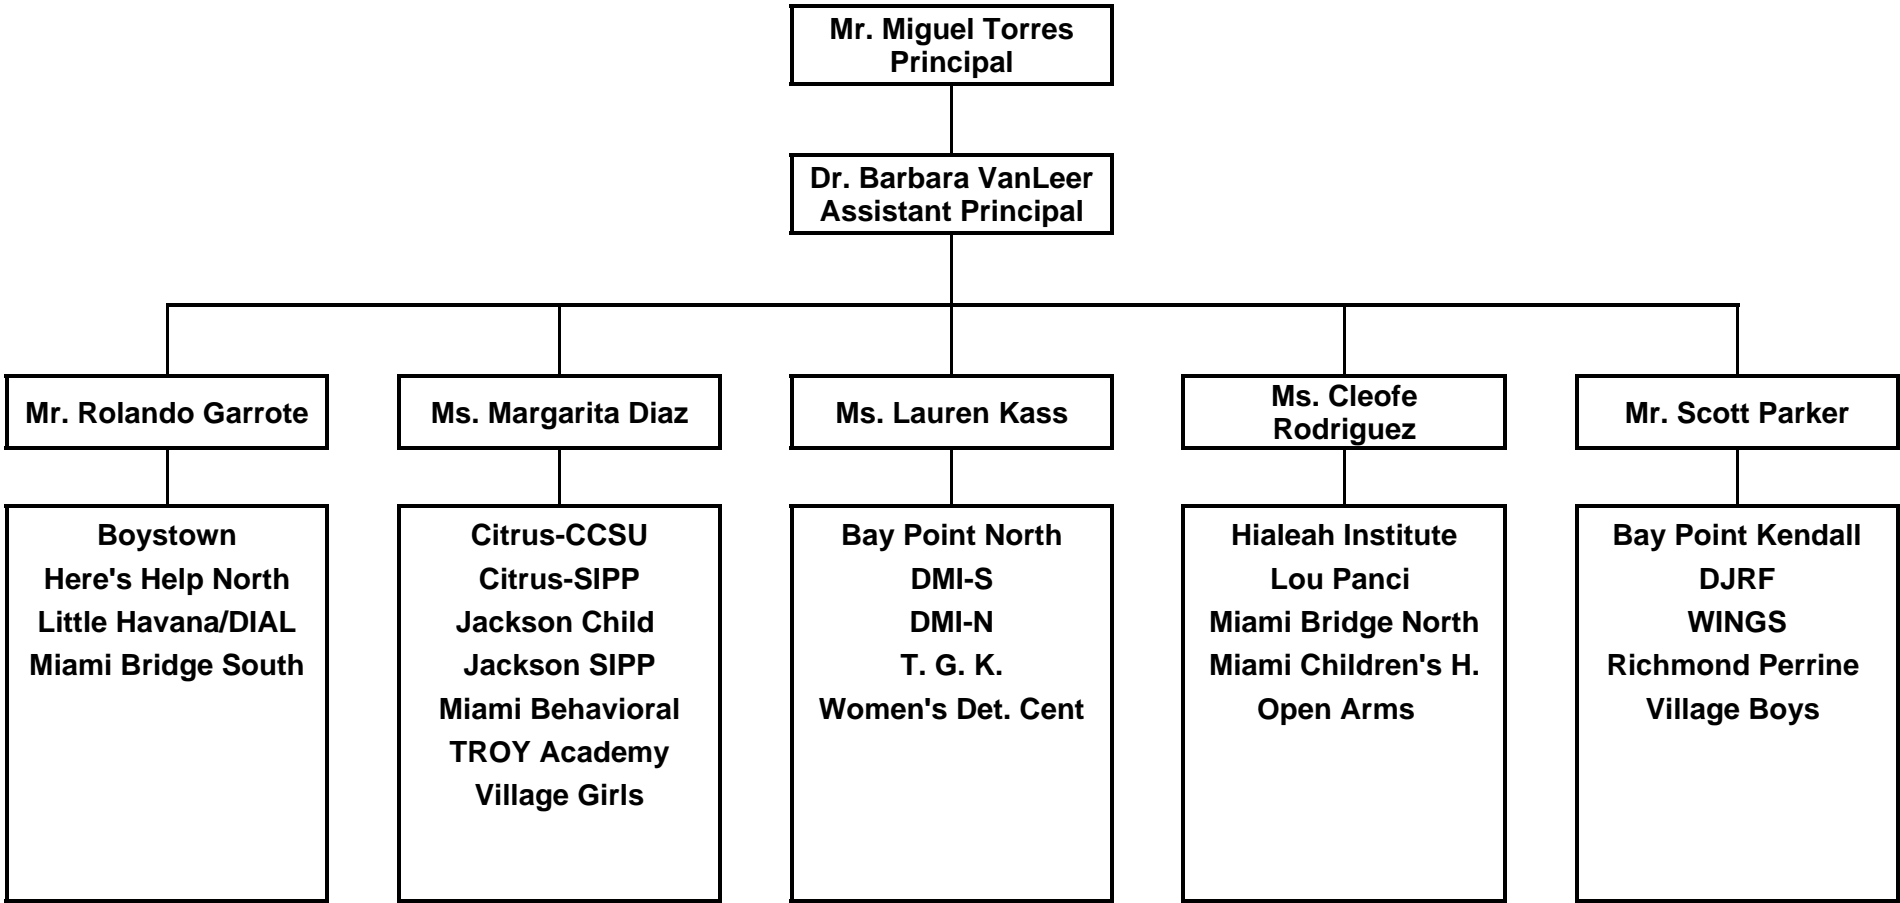 Mr. Miguel Torres
Principal
Dr. Barbara VanLeer
Assistant Principal
Mr. Rolando Garrote
Ms. Margarita Diaz
Ms. Lauren Kass
Ms. Cleofe
Rodriguez
Mr. Scott Parker
Boystown
Here's Help North
Little Havana/DIAL
Miami Bridge South
Citrus-CCSU
Citrus-SIPP
Jackson Child
Jackson SIPP
Miami Behavioral
TROY Academy
Village Girls
Bay Point North
DMI-S
DMI-N
T. G. K.
Women's Det. Cent
Hialeah Institute
Lou Panci
Miami Bridge North
Miami Children's H.
Open Arms
Bay Point Kendall
DJRF
WINGS
Richmond Perrine
Village Boys